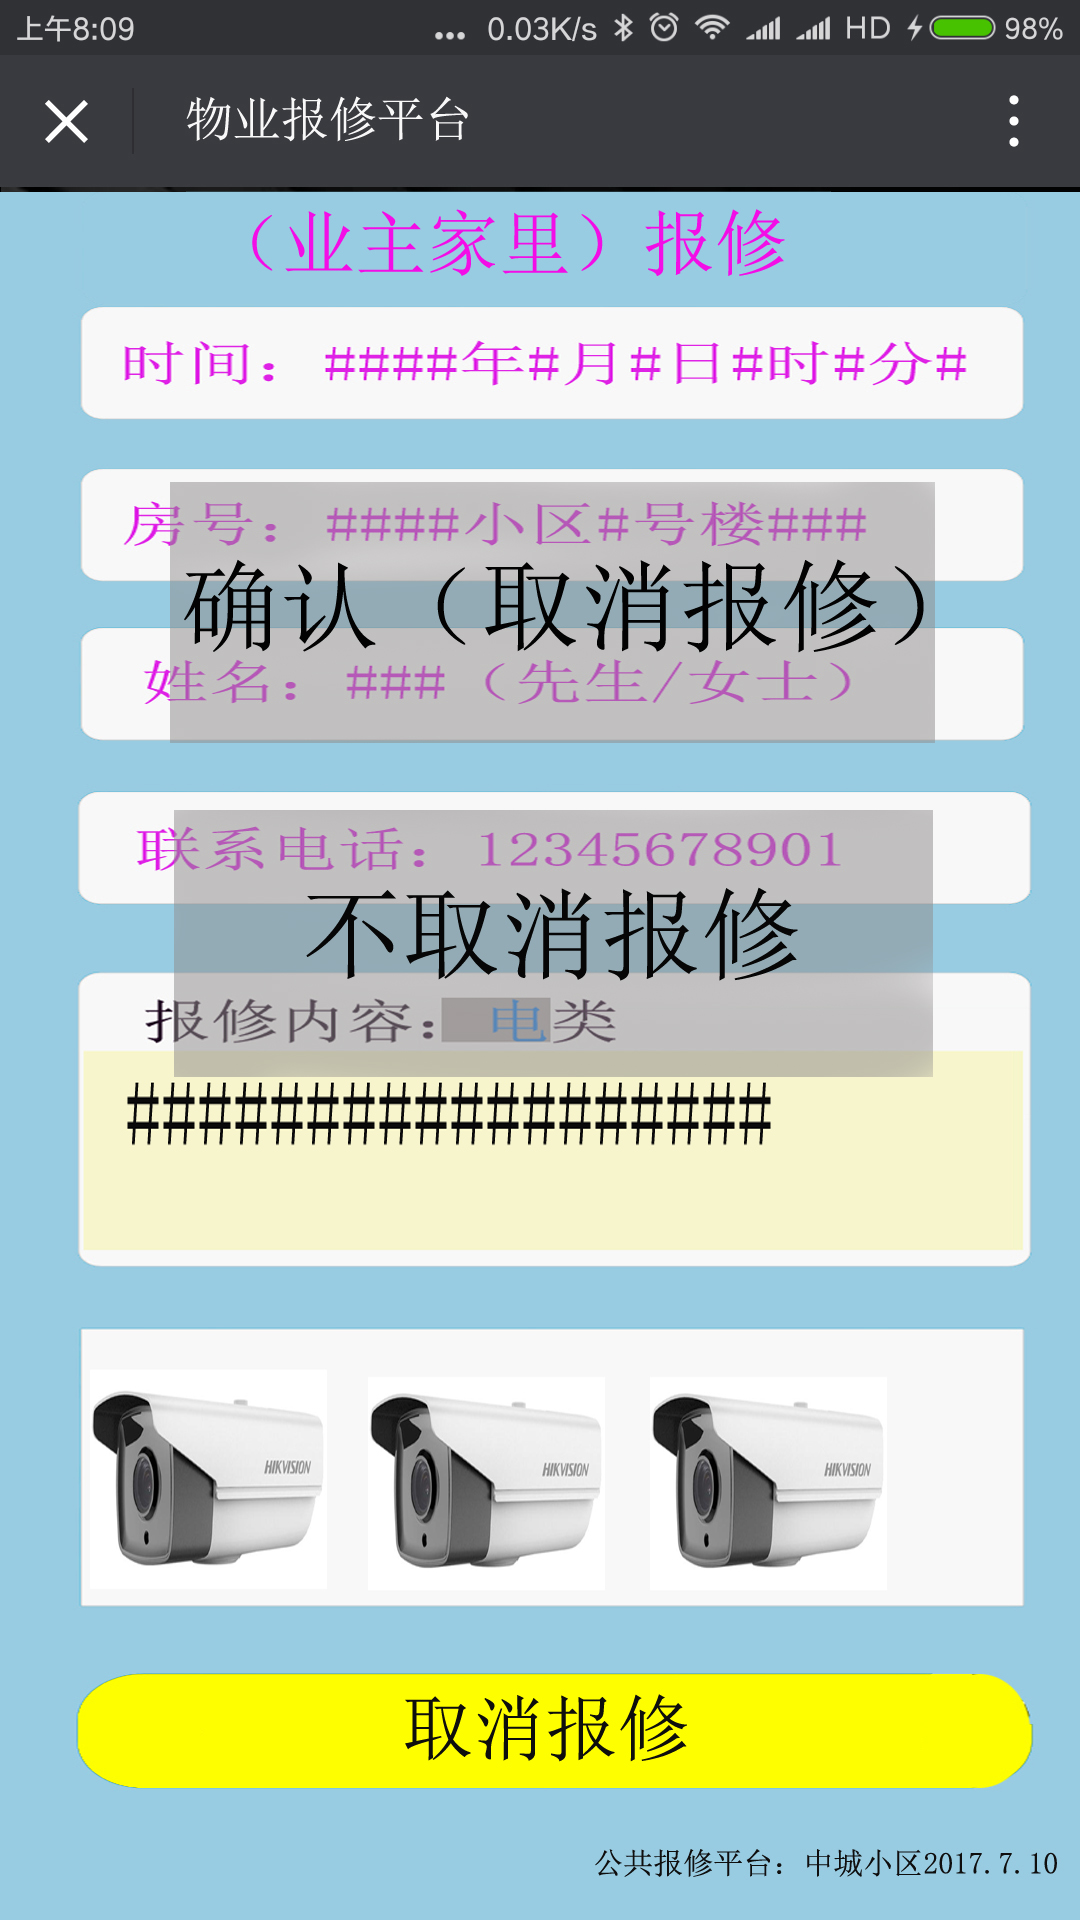 上午8:09 ... 0.03K/s HD 98%
物业报修平台
（业主家里）报修
时间：####年#月#日#时#分#
房号：####小区#号楼###
确认（取消报修）
姓名：###（先生/女士）
联系电话：12345678901
不取消报修
报修内容：电类
##################
HIKVISION HIKVISION HIKVISION
取消报修
公共报修平台：中城小区2017.7.10